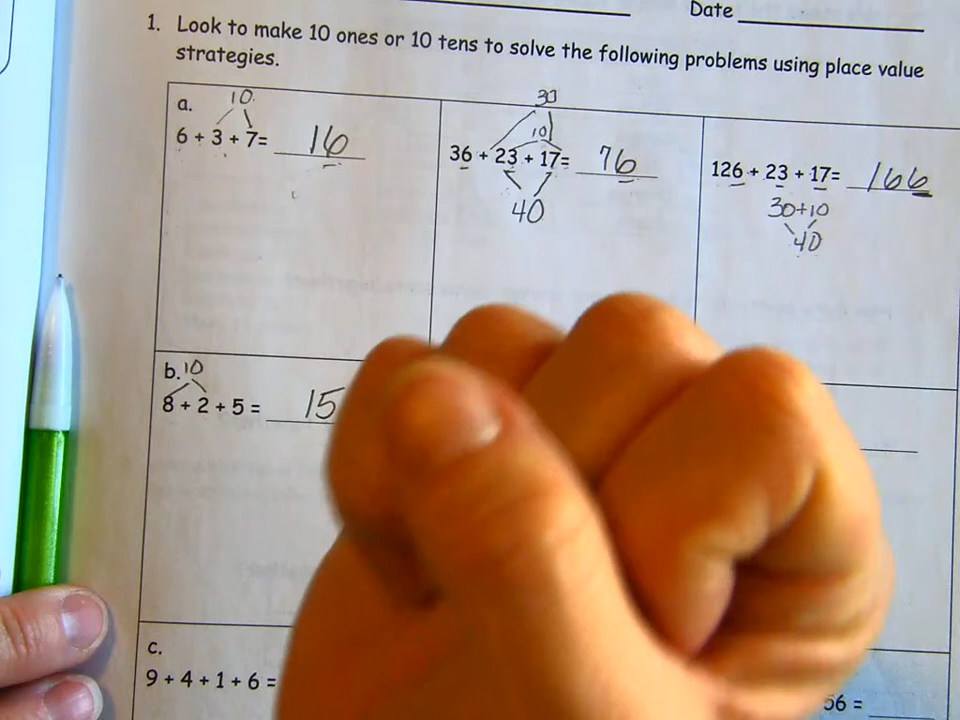 Date
1. Look to make 10 ones or 10 tens to solve the following problems using place value
strategies.
a.
10
6 + 3 + 7= 16
30
10
36 + 23 + 17= 76
40
126 + 23 + 17= 166
30+10
40
b. 10
8 + 2 + 5 = 15
c.
9 + 4 + 1 + 6 =
56 =